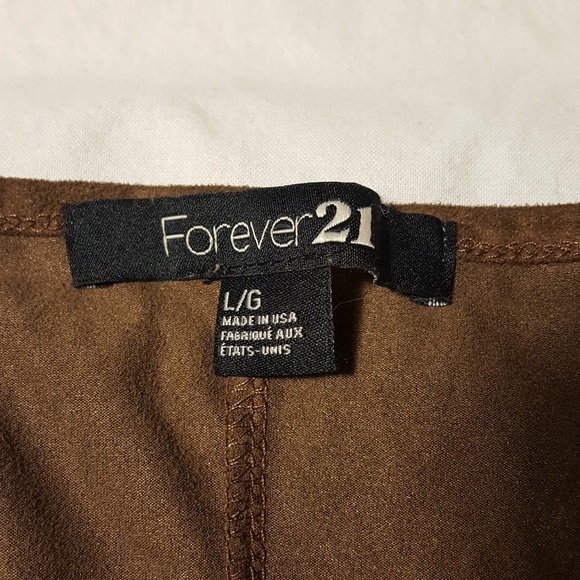 Forever21
L/G
MADE IN USA
FABRIQUÉ AUX
ÉTATS-UNIS